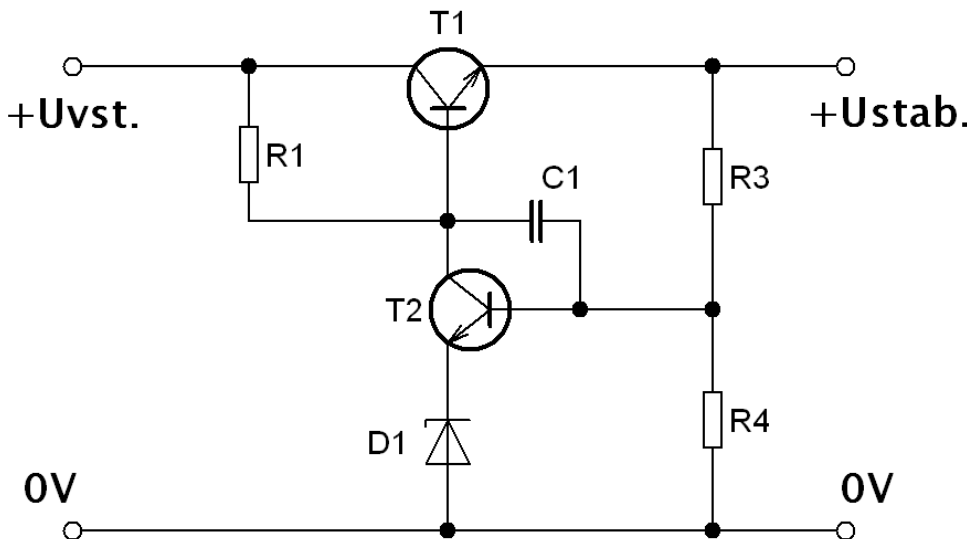 T1
+Uvst.
+Ustab.
R1
C1
R3
T2
D1
R4
0V
0V